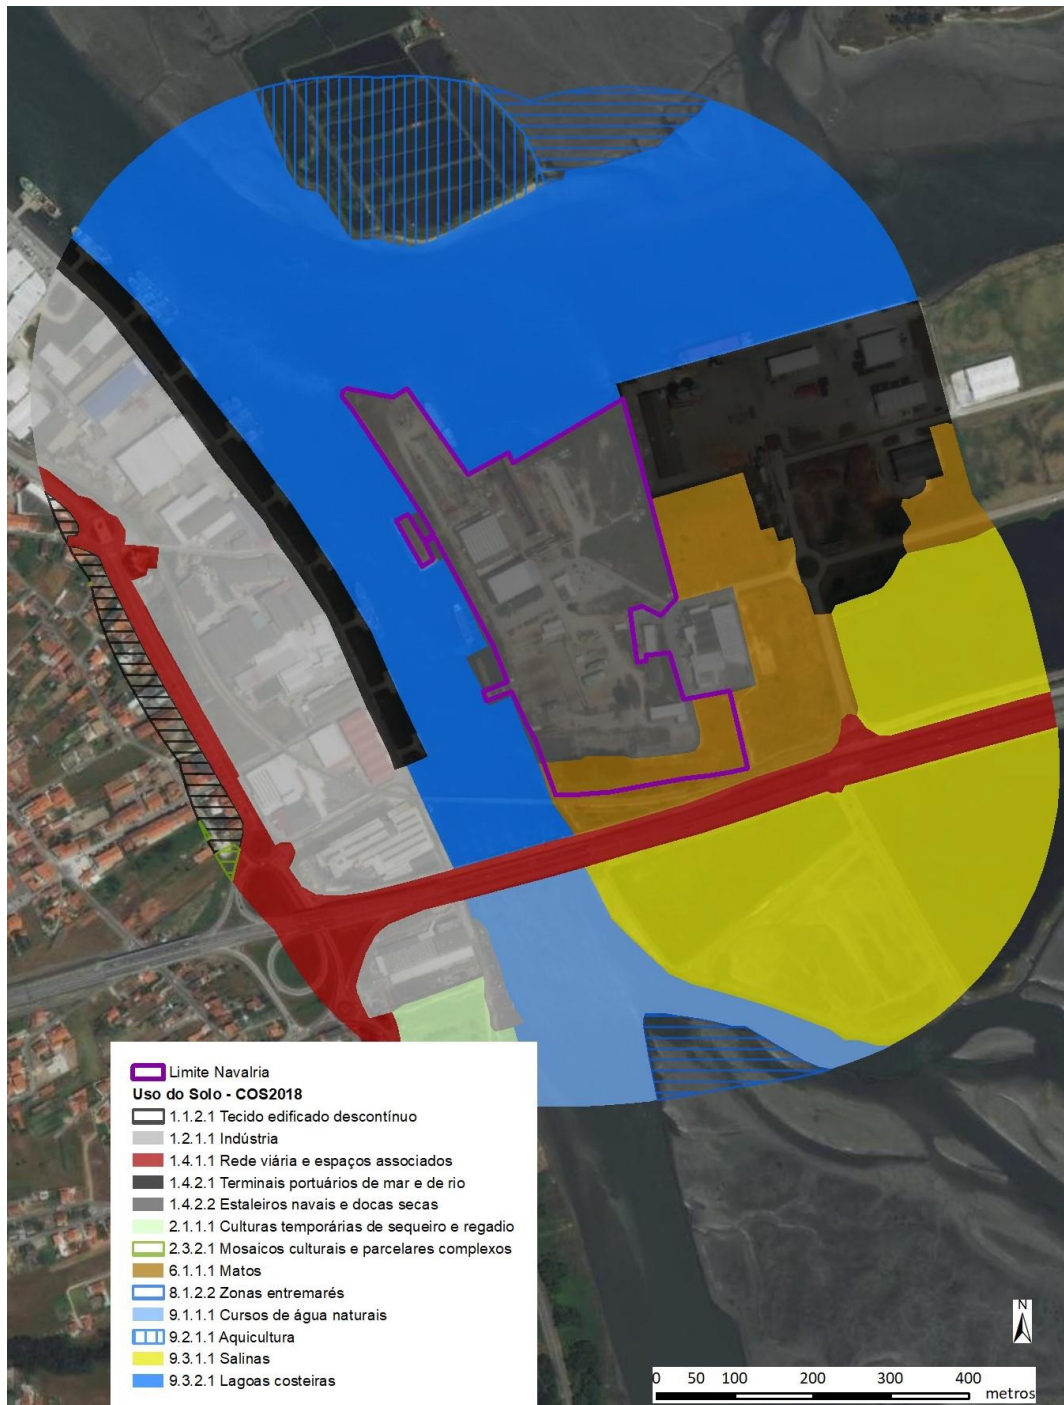 Limite Navalria
Uso do Solo - COS2018
1.1.2.1 Tecido edificado descontínuo
1.2.1.1 Indústria
1.4.1.1 Rede viária e espaços associados
1.4.2.1 Terminais portuários de mar e de rio
1.4.2.2 Estaleiros navais e docas secas
2.1.1.1 Culturas temporárias de sequeiro e regadio
2.3.2.1 Mosaicos culturais e parcelares complexos
6.1.1.1 Matos
8.1.2.2 Zonas entremarés
9.1.1.1 Cursos de água naturais
9.2.1.1 Aquicultura
9.3.1.1 Salinas
9.3.2.1 Lagoas costeiras
N
0 50 100 200 300 400
metros